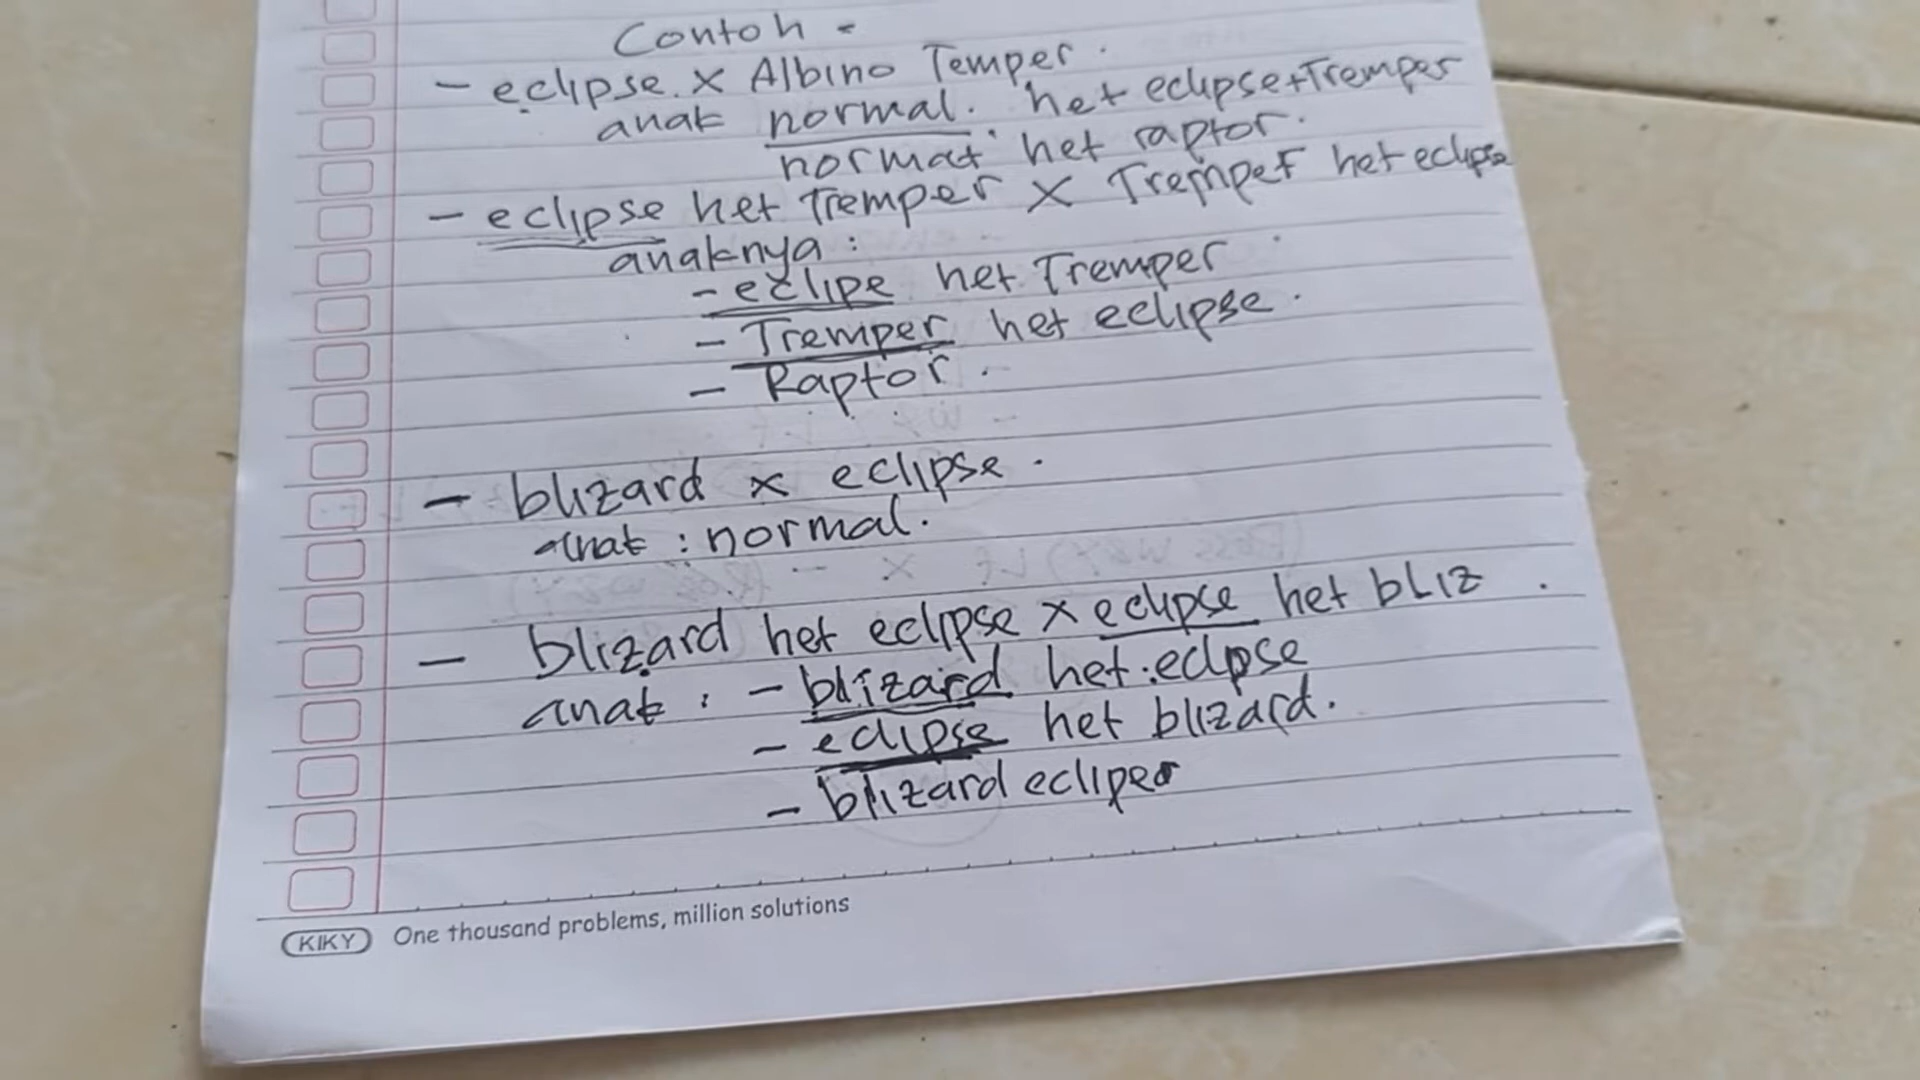 Contoh -
- eclipse x Albino Temper.
anak normal. het eclipse+Tremper
normal het raptor.
- eclipse het Tremper x Tremper het eclipse
anaknya :
- eclipe het Tremper
- Tremper het eclipse.
- Raptor.
- blizard x eclipse.
anak : normal.
- blizard het eclipse x eclipse het bliz
anak : - blizard het eclipse
- eclipse het blizard.
- blizard eclipe
KIKY One thousand problems, million solutions